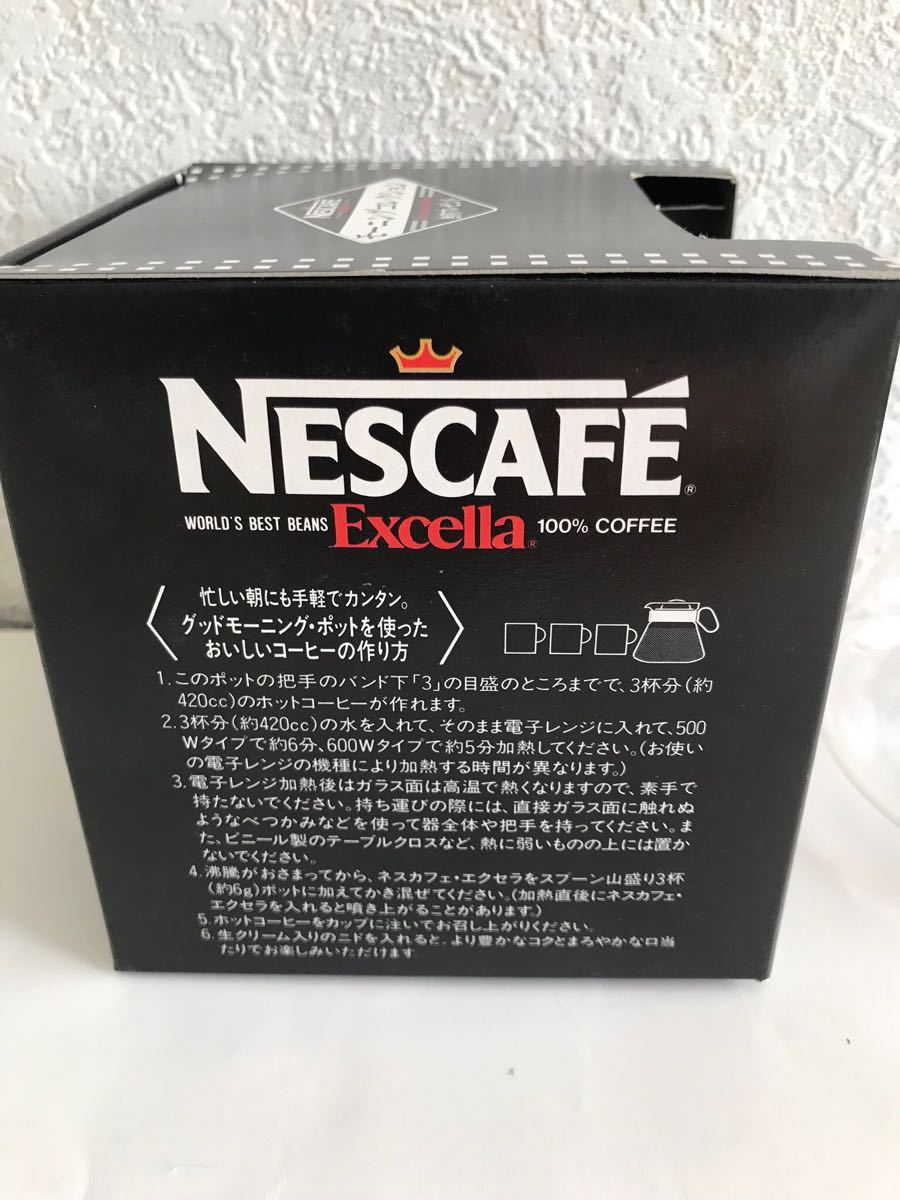 NESCAFÉ
WORLD'S BEST BEANS Excella® 100% COFFEE
忙しい朝にも手軽でカンタン。
グッドモーニング・ポットを使った
おいしいコーヒーの作り方
1. このポットの把手のバンド下「3」の目盛のところまでで、3杯分(約
420cc)のホットコーヒーが作れます。
2. 3杯分(約420cc)の水を入れて、そのまま電子レンジに入れて、500
Wタイプで約6分、600Wタイプで約5分加熱してください。(お使い
の電子レンジの機種により加熱する時間が異なります。)
3. 電子レンジ加熱後はガラス面は高温で熱くなりますので、素手で
持たないでください。持ち運びの際には、直接ガラス面に触れぬ
ようなべつかみなどを使って器全体や把手を持ってください。ま
た、ビニール製のテーブルクロスなど、熱に弱いものの上には置か
ないでください。
4. 沸騰がおさまってから、ネスカフェ・エクセラをスプーン山盛り3杯
(約6g)ポットに加えてかき混ぜてください。(加熱直後にネスカフェ・
エクセラを入れると噴き上がることがあります。)
5. ホットコーヒーをカップに注いでお召し上がりください。
6. 生クリーム入りのニドを入れると、より豊かなコクとまろやかな口当
たりでお楽しみいただけます